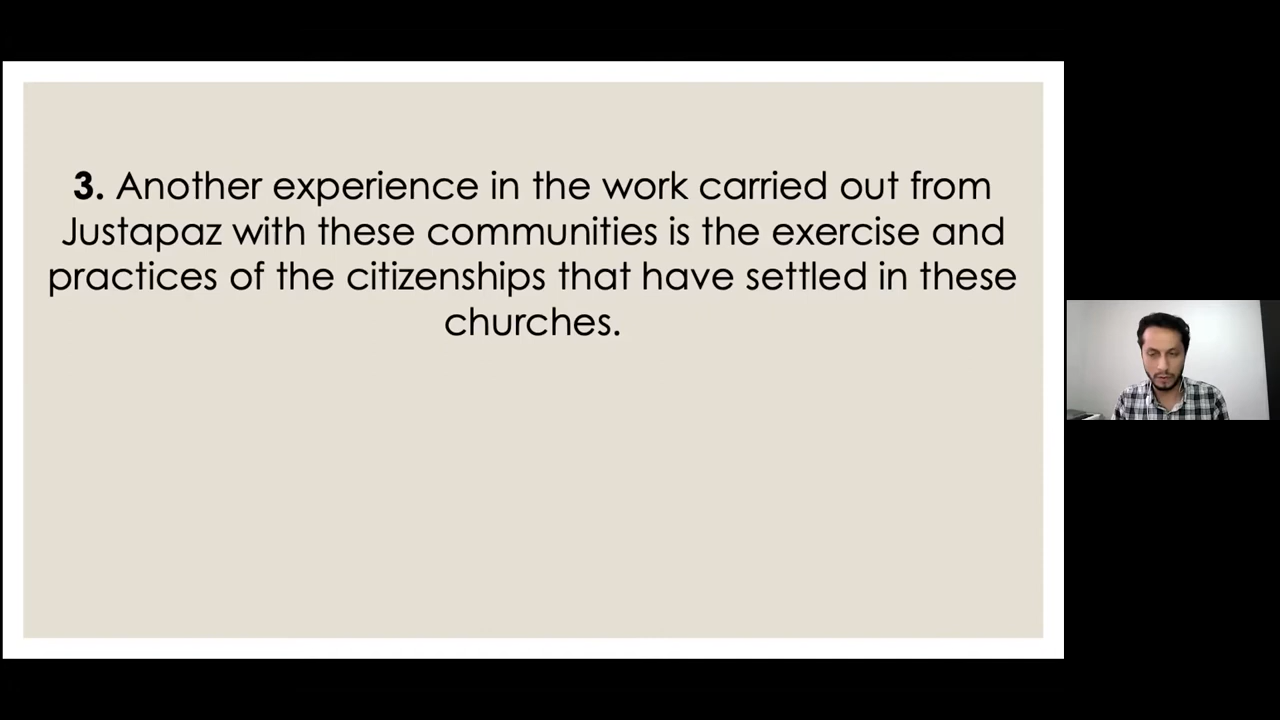 3. Another experience in the work carried out from
Justapaz with these communities is the exercise and
practices of the citizenships that have settled in these
churches.